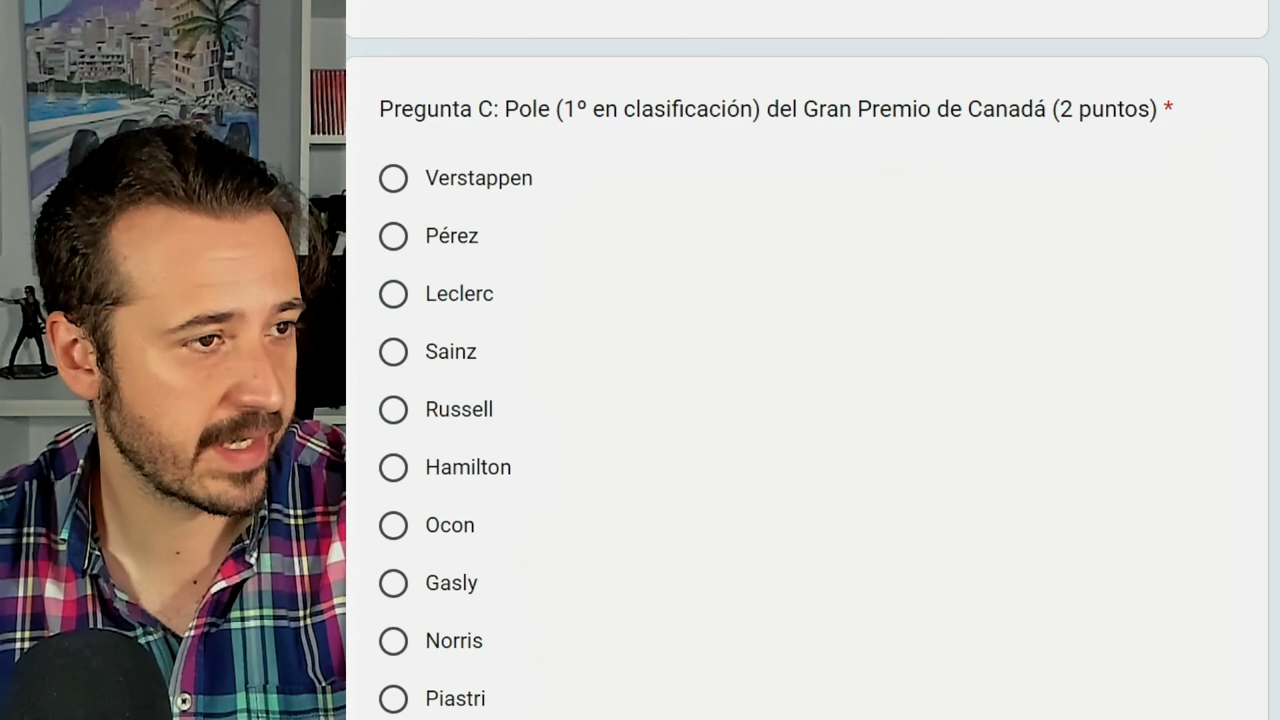 Pregunta C: Pole (1º en clasificación) del Gran Premio de Canadá (2 puntos) *
Verstappen
Pérez
Leclerc
Sainz
Russell
Hamilton
Ocon
Gasly
Norris
Piastri